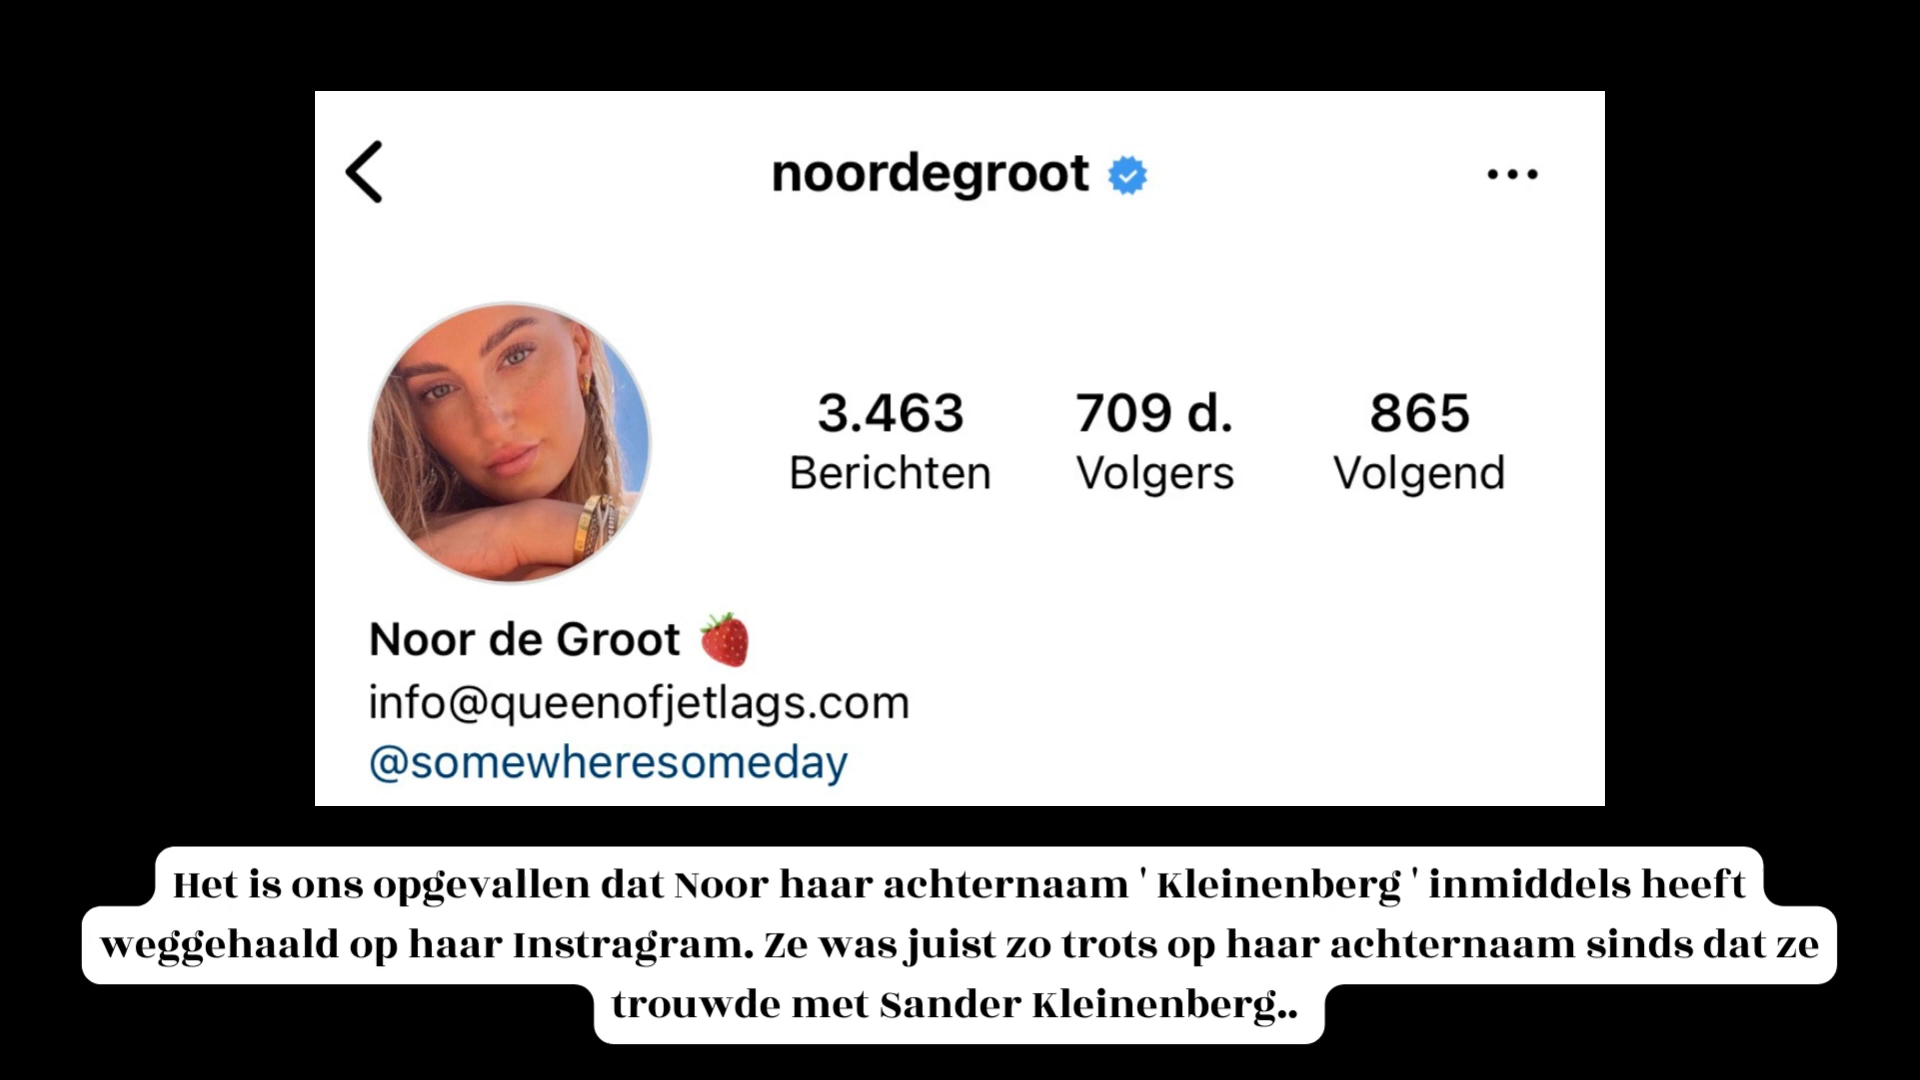 noordegroot
3.463 709 d. 865
Berichten Volgers Volgend
Noor de Groot 🍓
info@queenofjetlags.com
@somewheresomeday
Het is ons opgevallen dat Noor haar achternaam ' Kleinenberg ' inmiddels heeft
weggehaald op haar Instragram. Ze was juist zo trots op haar achternaam sinds dat ze
trouwde met Sander Kleinenberg..